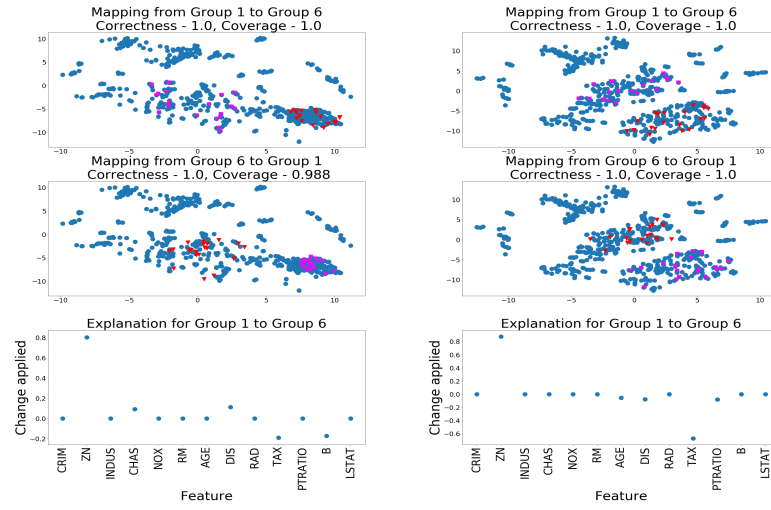 Mapping from Group 1 to Group 6
Correctness - 1.0, Coverage - 1.0
10
5
0
−5
−10
−10
−5
0
5
10
Mapping from Group 6 to Group 1
Correctness - 1.0, Coverage - 0.988
10
5
0
−5
−10
−10
−5
0
5
10
Explanation for Group 1 to Group 6
Change applied
0.8
0.6
0.4
0.2
0.0
−0.2
CRIM
ZN
INDUS
CHAS
NOX
RM
AGE
DIS
RAD
TAX
PTRATIO
B
LSTAT
Feature
Mapping from Group 1 to Group 6
Correctness - 1.0, Coverage - 1.0
10
5
0
−5
−10
−10
−5
0
5
10
Mapping from Group 6 to Group 1
Correctness - 1.0, Coverage - 1.0
10
5
0
−5
−10
−10
−5
0
5
10
Explanation for Group 1 to Group 6
Change applied
0.8
0.6
0.4
0.2
0.0
−0.2
−0.4
−0.6
CRIM
ZN
INDUS
CHAS
NOX
RM
AGE
DIS
RAD
TAX
PTRATIO
B
LSTAT
Feature